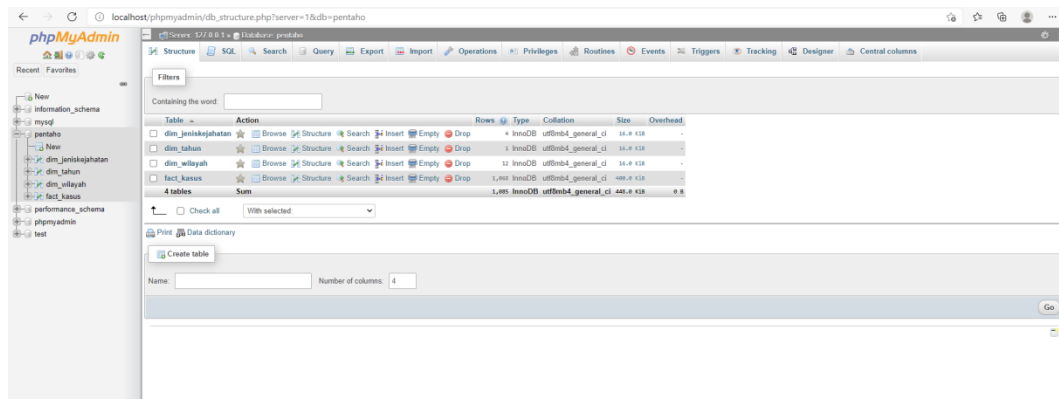 localhost/phpmyadmin/db_structure.php?server=1&db=pentaho
phpMyAdmin
Recent Favorites
New
information_schema
mysql
pentaho
New
dim_jeniskejahatan
dim_tahun
dim_wilayah
fact_kasus
performance_schema
phpmyadmin
test
Server: 127.0.0.1 » Database: pentaho
Structure SQL Search Query Export Import Operations Privileges Routines Events Triggers Tracking Designer Central columns
Filters
Containing the word:
Table Action Rows Type Collation Size Overhead
dim_jeniskejahatan Browse Structure Search Insert Empty Drop 4 InnoDB utf8mb4_general_ci 16.0 KiB -
dim_tahun Browse Structure Search Insert Empty Drop 3 InnoDB utf8mb4_general_ci 16.0 KiB -
dim_wilayah Browse Structure Search Insert Empty Drop 12 InnoDB utf8mb4_general_ci 16.0 KiB -
fact_kasus Browse Structure Search Insert Empty Drop InnoDB utf8mb4_general_ci 400.0 KiB -
4 tables Sum InnoDB utf8mb4_general_ci 448.0 KiB 0 B
Check all With selected:
Print Data dictionary
Create table
Name: Number of columns: 4
Go